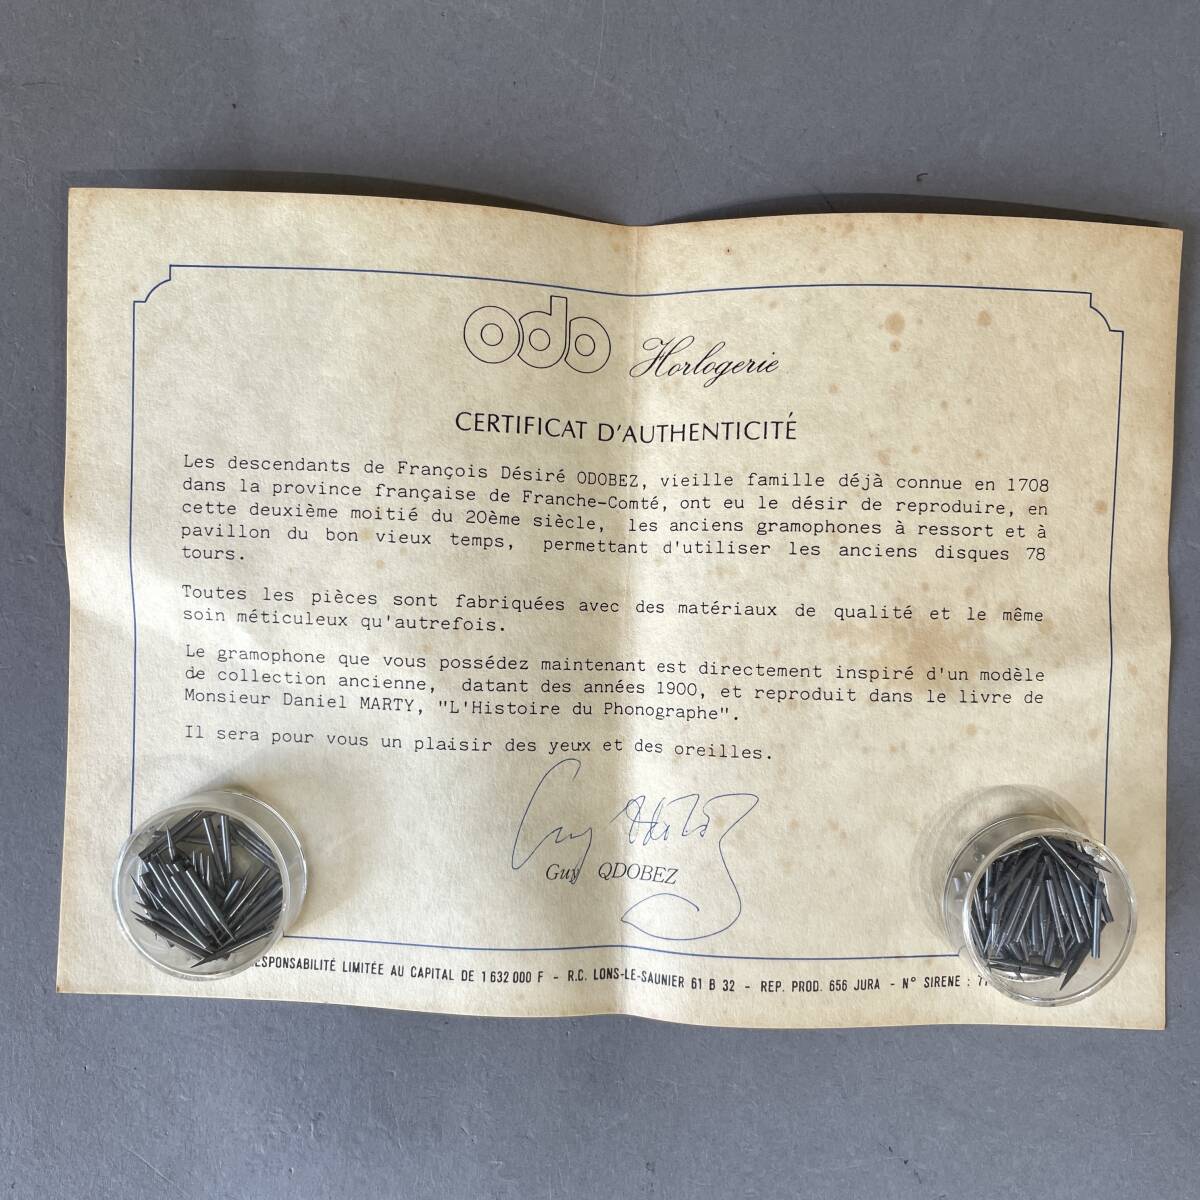 odo Horlogerie
CERTIFICAT D'AUTHENTICITÉ
Les descendants de François Désiré ODOBEZ, vieille famille déjà connue en 1708
dans la province française de Franche-Comté, ont eu le désir de reproduire, en
cette deuxième moitié du 20ème siècle, les anciens gramophones à ressort et à
pavillon du bon vieux temps, permettant d'utiliser les anciens disques 78
tours.
Toutes les pièces sont fabriquées avec des matériaux de qualité et le même
soin méticuleux qu'autrefois.
Le gramophone que vous possédez maintenant est directement inspiré d'un modèle
de collection ancienne, datant des années 1900, et reproduit dans le livre de
Monsieur Daniel MARTY, "L'Histoire du Phonographe".
Il sera pour vous un plaisir des yeux et des oreilles.
Guy ODOBEZ
ESPONSABILITÉ LIMITÉE AU CAPITAL DE 1 632 000 F - R.C. LONS-LE-SAUNIER 61 B 32 - REP. PROD. 656 JURA - N° SIRENE :